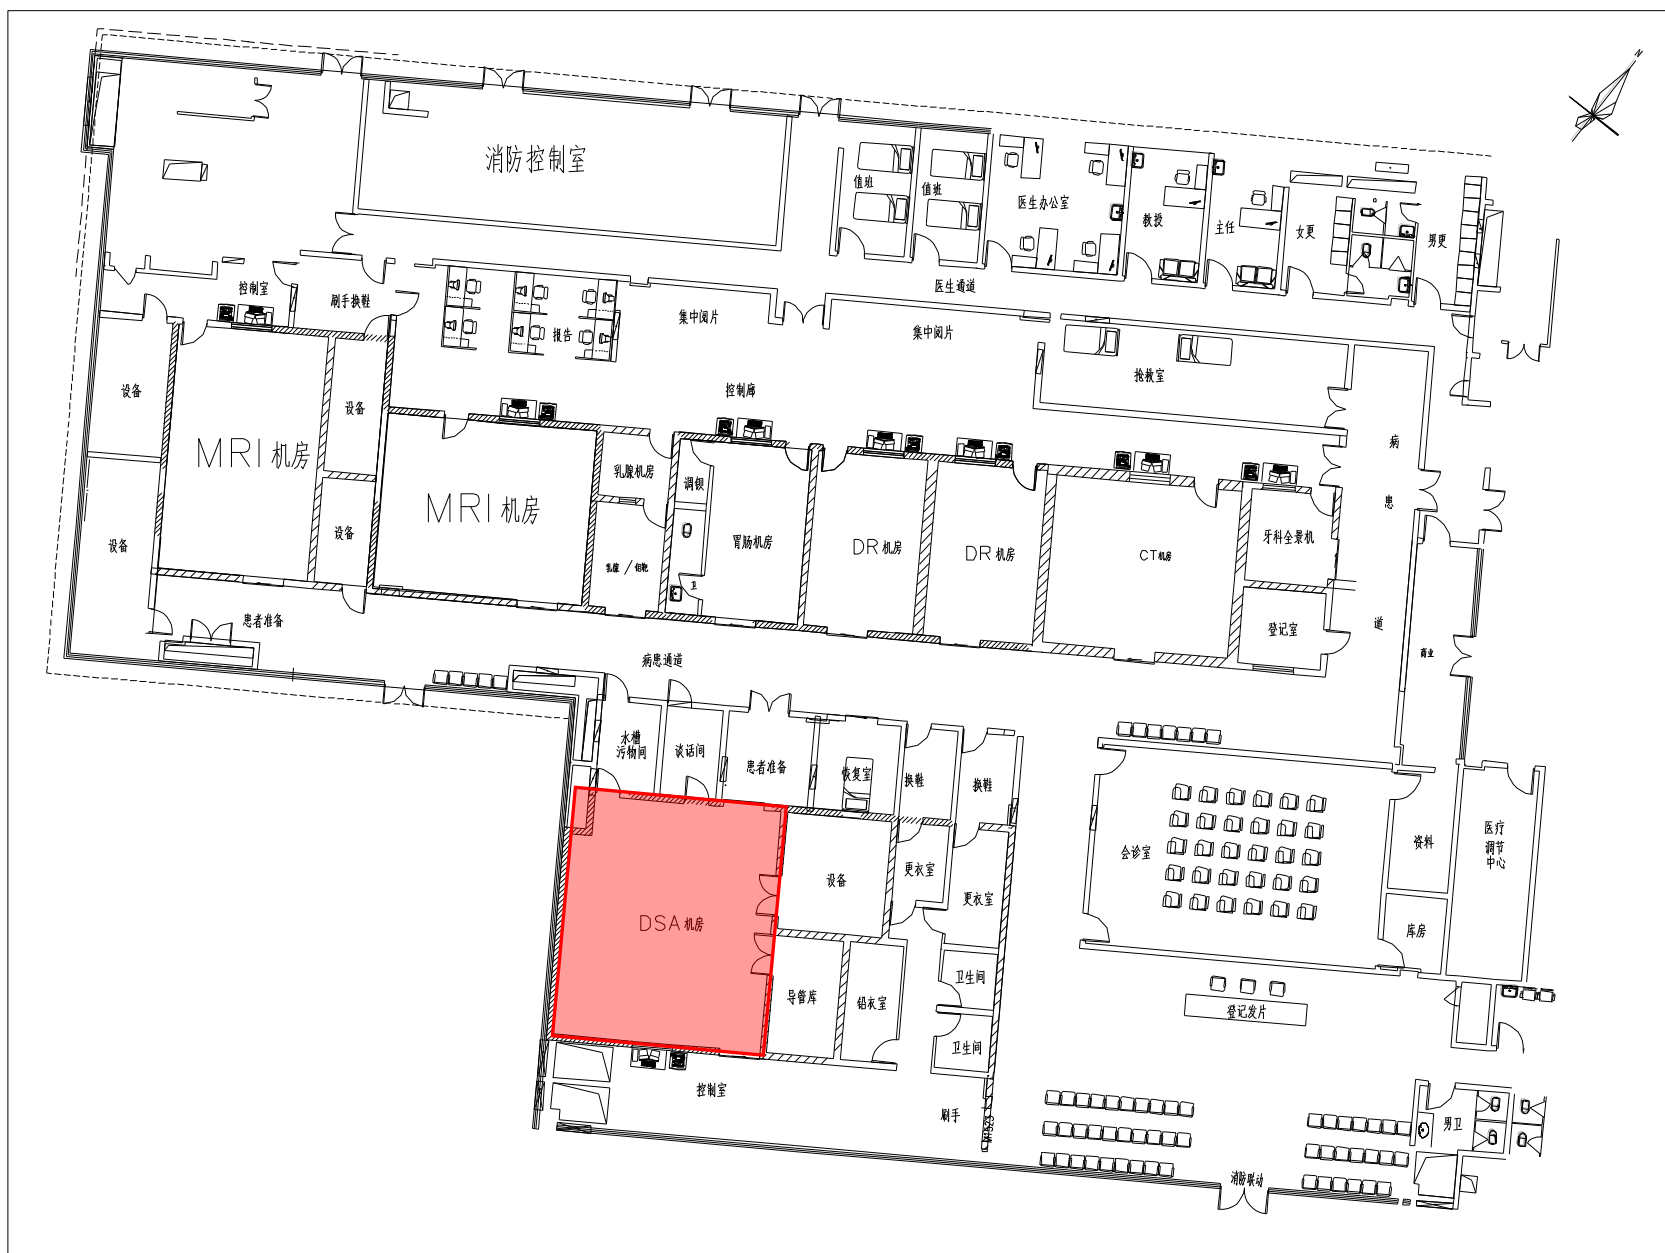 N
消防控制室
值班
值班
医生办公室
教授
主任
女更
男更
控制室
刷手换鞋
医生通道
集中阅片
集中阅片
报告
抢救室
控制廊
设备
设备
MRI 机房
病
乳腺机房
调钡
患
MRI 机房
设备
设备
胃肠机房
DR 机房
DR 机房
CT 机房
牙科全景机
卫
患者准备
登记室
道
商业
病患通道
水槽
污物间
谈话间
患者准备
恢复室
换鞋
换鞋
会诊室
资料
医疗
调节
中心
设备
更衣室
更衣室
DSA 机房
库房
导管库
铅衣室
卫生间
登记发片
卫生间
控制室
刷手
男卫
消防联动